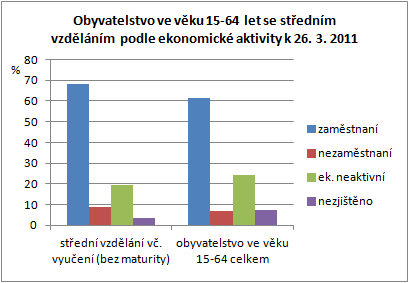 Obyvatelstvo ve věku 15-64 let se středním
vzděláním podle ekonomické aktivity k 26. 3. 2011
%
80
70
60
50
40
30
20
10
0
střední vzdělání vč.
vyučení (bez maturity)
obyvatelstvo ve věku
15-64 celkem
zaměstnaní
nezaměstnaní
ek. neaktivní
nezjištěno